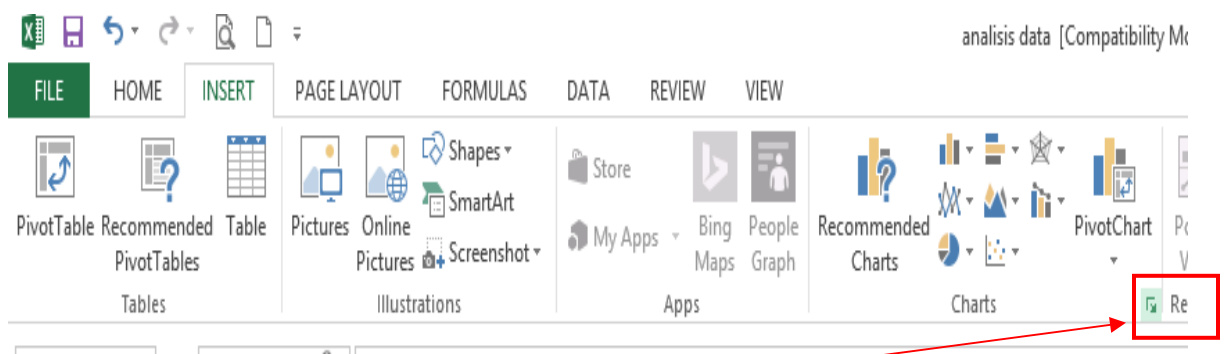 analisis data [Compatibility Mo
FILE HOME INSERT PAGE LAYOUT FORMULAS DATA REVIEW VIEW
PivotTable Recommended PivotTables Table
Pictures Online Pictures Shapes SmartArt Screenshot
Store My Apps Bing Maps People Graph
Recommended Charts PivotChart
Tables Illustrations Apps Charts Re